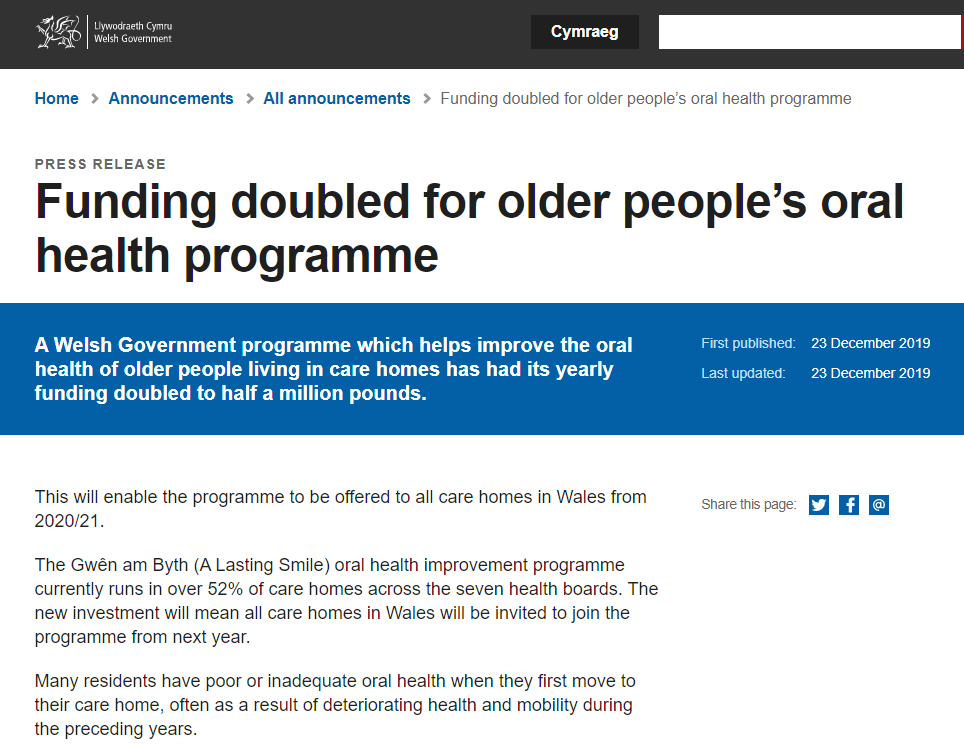 Llywodraeth Cymru
Welsh Government
Cymraeg
Home > Announcements > All announcements > Funding doubled for older people’s oral health programme
PRESS RELEASE
Funding doubled for older people’s oral
health programme
A Welsh Government programme which helps improve the oral
health of older people living in care homes has had its yearly
funding doubled to half a million pounds.
First published: 23 December 2019
Last updated: 23 December 2019
This will enable the programme to be offered to all care homes in Wales from
2020/21.
The Gwên am Byth (A Lasting Smile) oral health improvement programme
currently runs in over 52% of care homes across the seven health boards. The
new investment will mean all care homes in Wales will be invited to join the
programme from next year.
Many residents have poor or inadequate oral health when they first move to
their care home, often as a result of deteriorating health and mobility during
the preceding years.
Share this page: